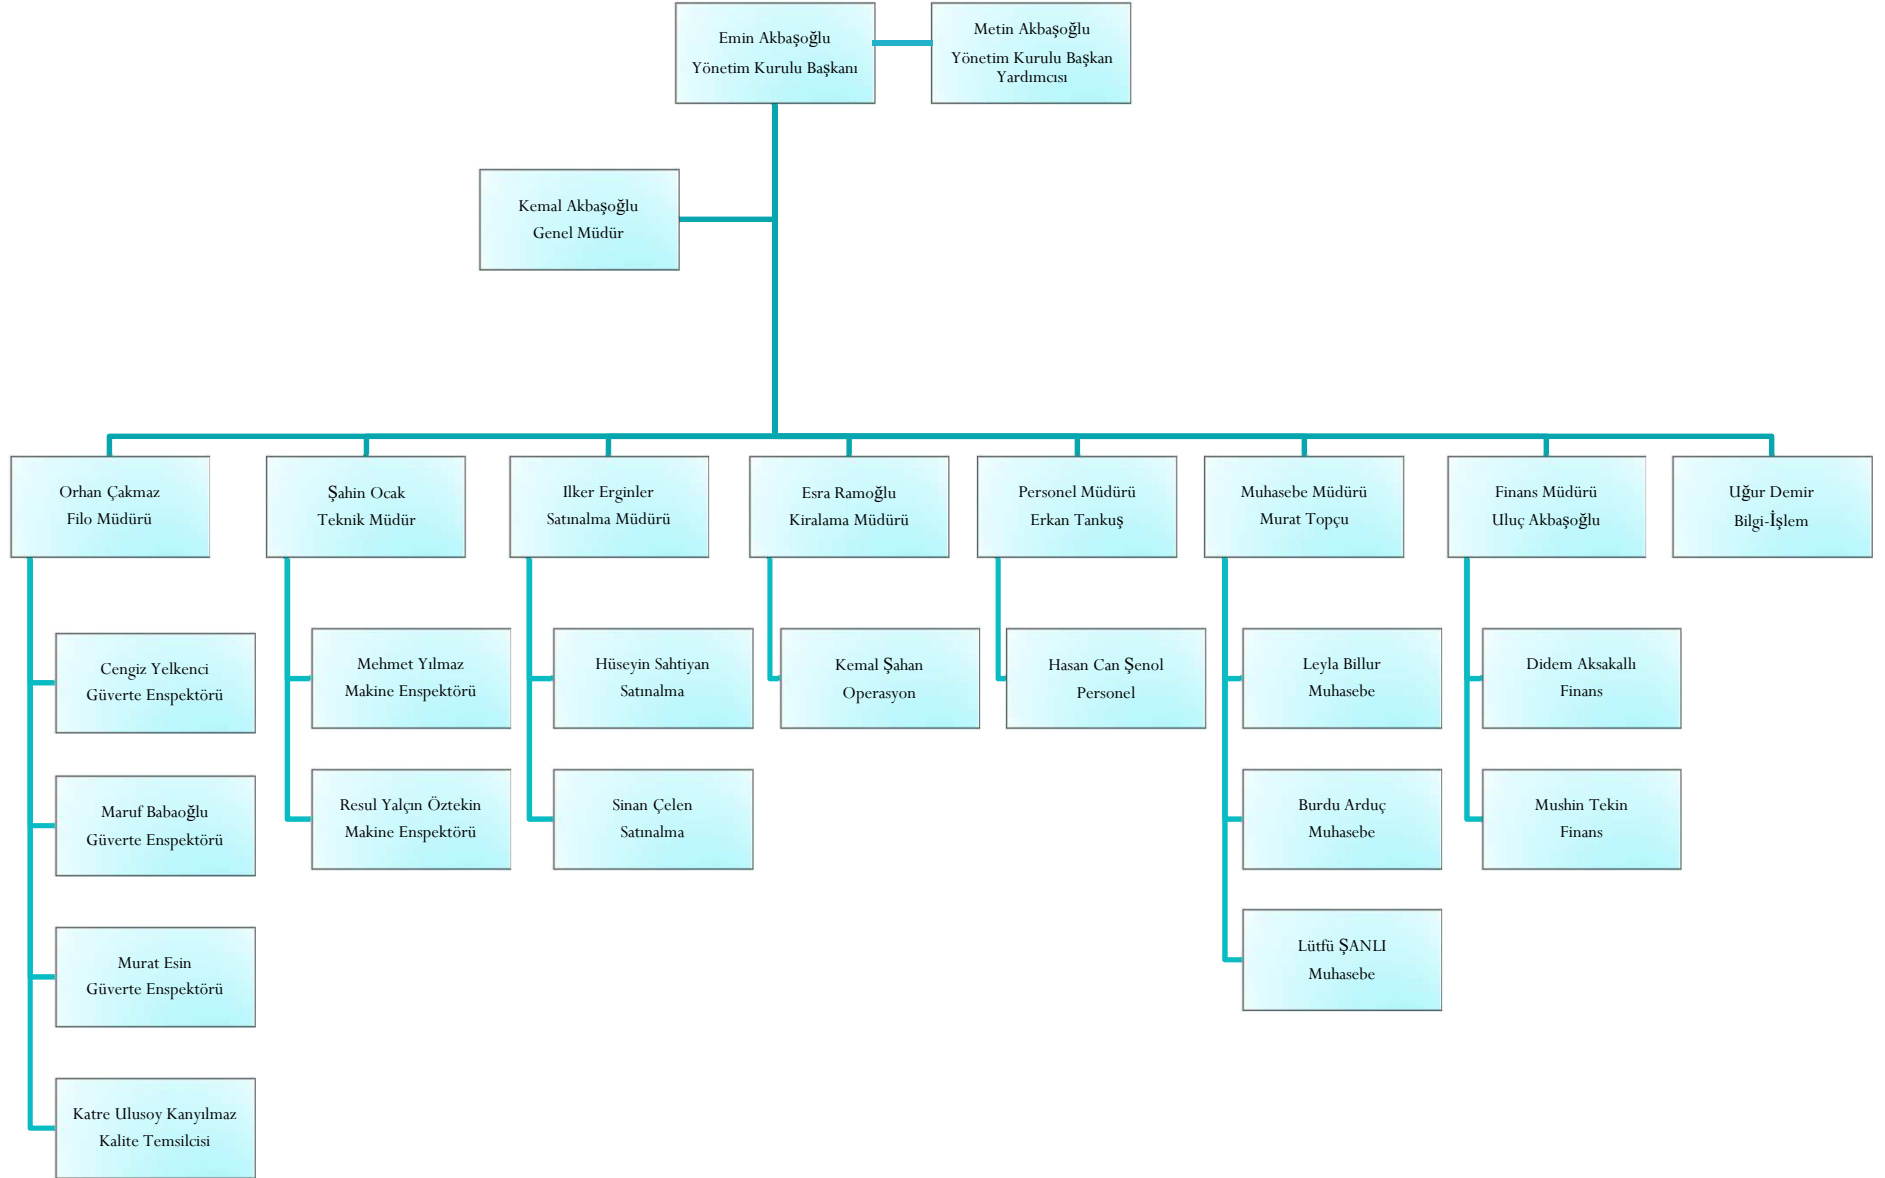 Emin Akbaşoğlu
Yönetim Kurulu Başkanı
Metin Akbaşoğlu
Yönetim Kurulu Başkan
Yardımcısı
Kemal Akbaşoğlu
Genel Müdür
Orhan Çakmaz
Filo Müdürü
Şahin Ocak
Teknik Müdür
Ilker Erginler
Satınalma Müdürü
Esra Ramoğlu
Kiralama Müdürü
Personel Müdürü
Erkan Tankuş
Muhasebe Müdürü
Murat Topçu
Finans Müdürü
Uluç Akbaşoğlu
Uğur Demir
Bilgi-İşlem
Cengiz Yelkenci
Güverte Enspektörü
Mehmet Yılmaz
Makine Enspektörü
Hüseyin Sahtiyan
Satınalma
Kemal Şahan
Operasyon
Hasan Can Şenol
Personel
Leyla Billur
Muhasebe
Didem Aksakallı
Finans
Maruf Babaoğlu
Güverte Enspektörü
Resul Yalçın Öztekin
Makine Enspektörü
Sinan Çelen
Satınalma
Burdu Arduç
Muhasebe
Mushin Tekin
Finans
Murat Esin
Güverte Enspektörü
Lütfü ŞANLI
Muhasebe
Katre Ulusoy Kanyılmaz
Kalite Temsilcisi